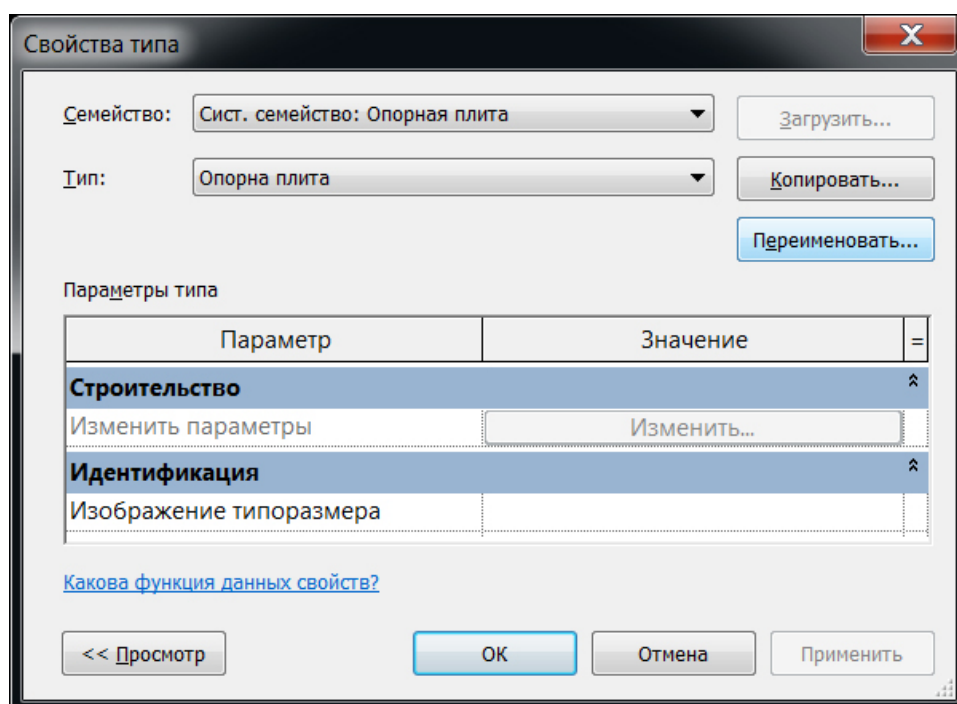 Свойства типа
Семейство: Сист. семейство: Опорная плита Загрузить...
Тип: Опорна плита Копировать...
Переименовать...
Параметры типа
Параметр Значение =
Строительство
Изменить параметры Изменить...
Идентификация
Изображение типоразмера
Какова функция данных свойств?
<< Просмотр ОК Отмена Применить